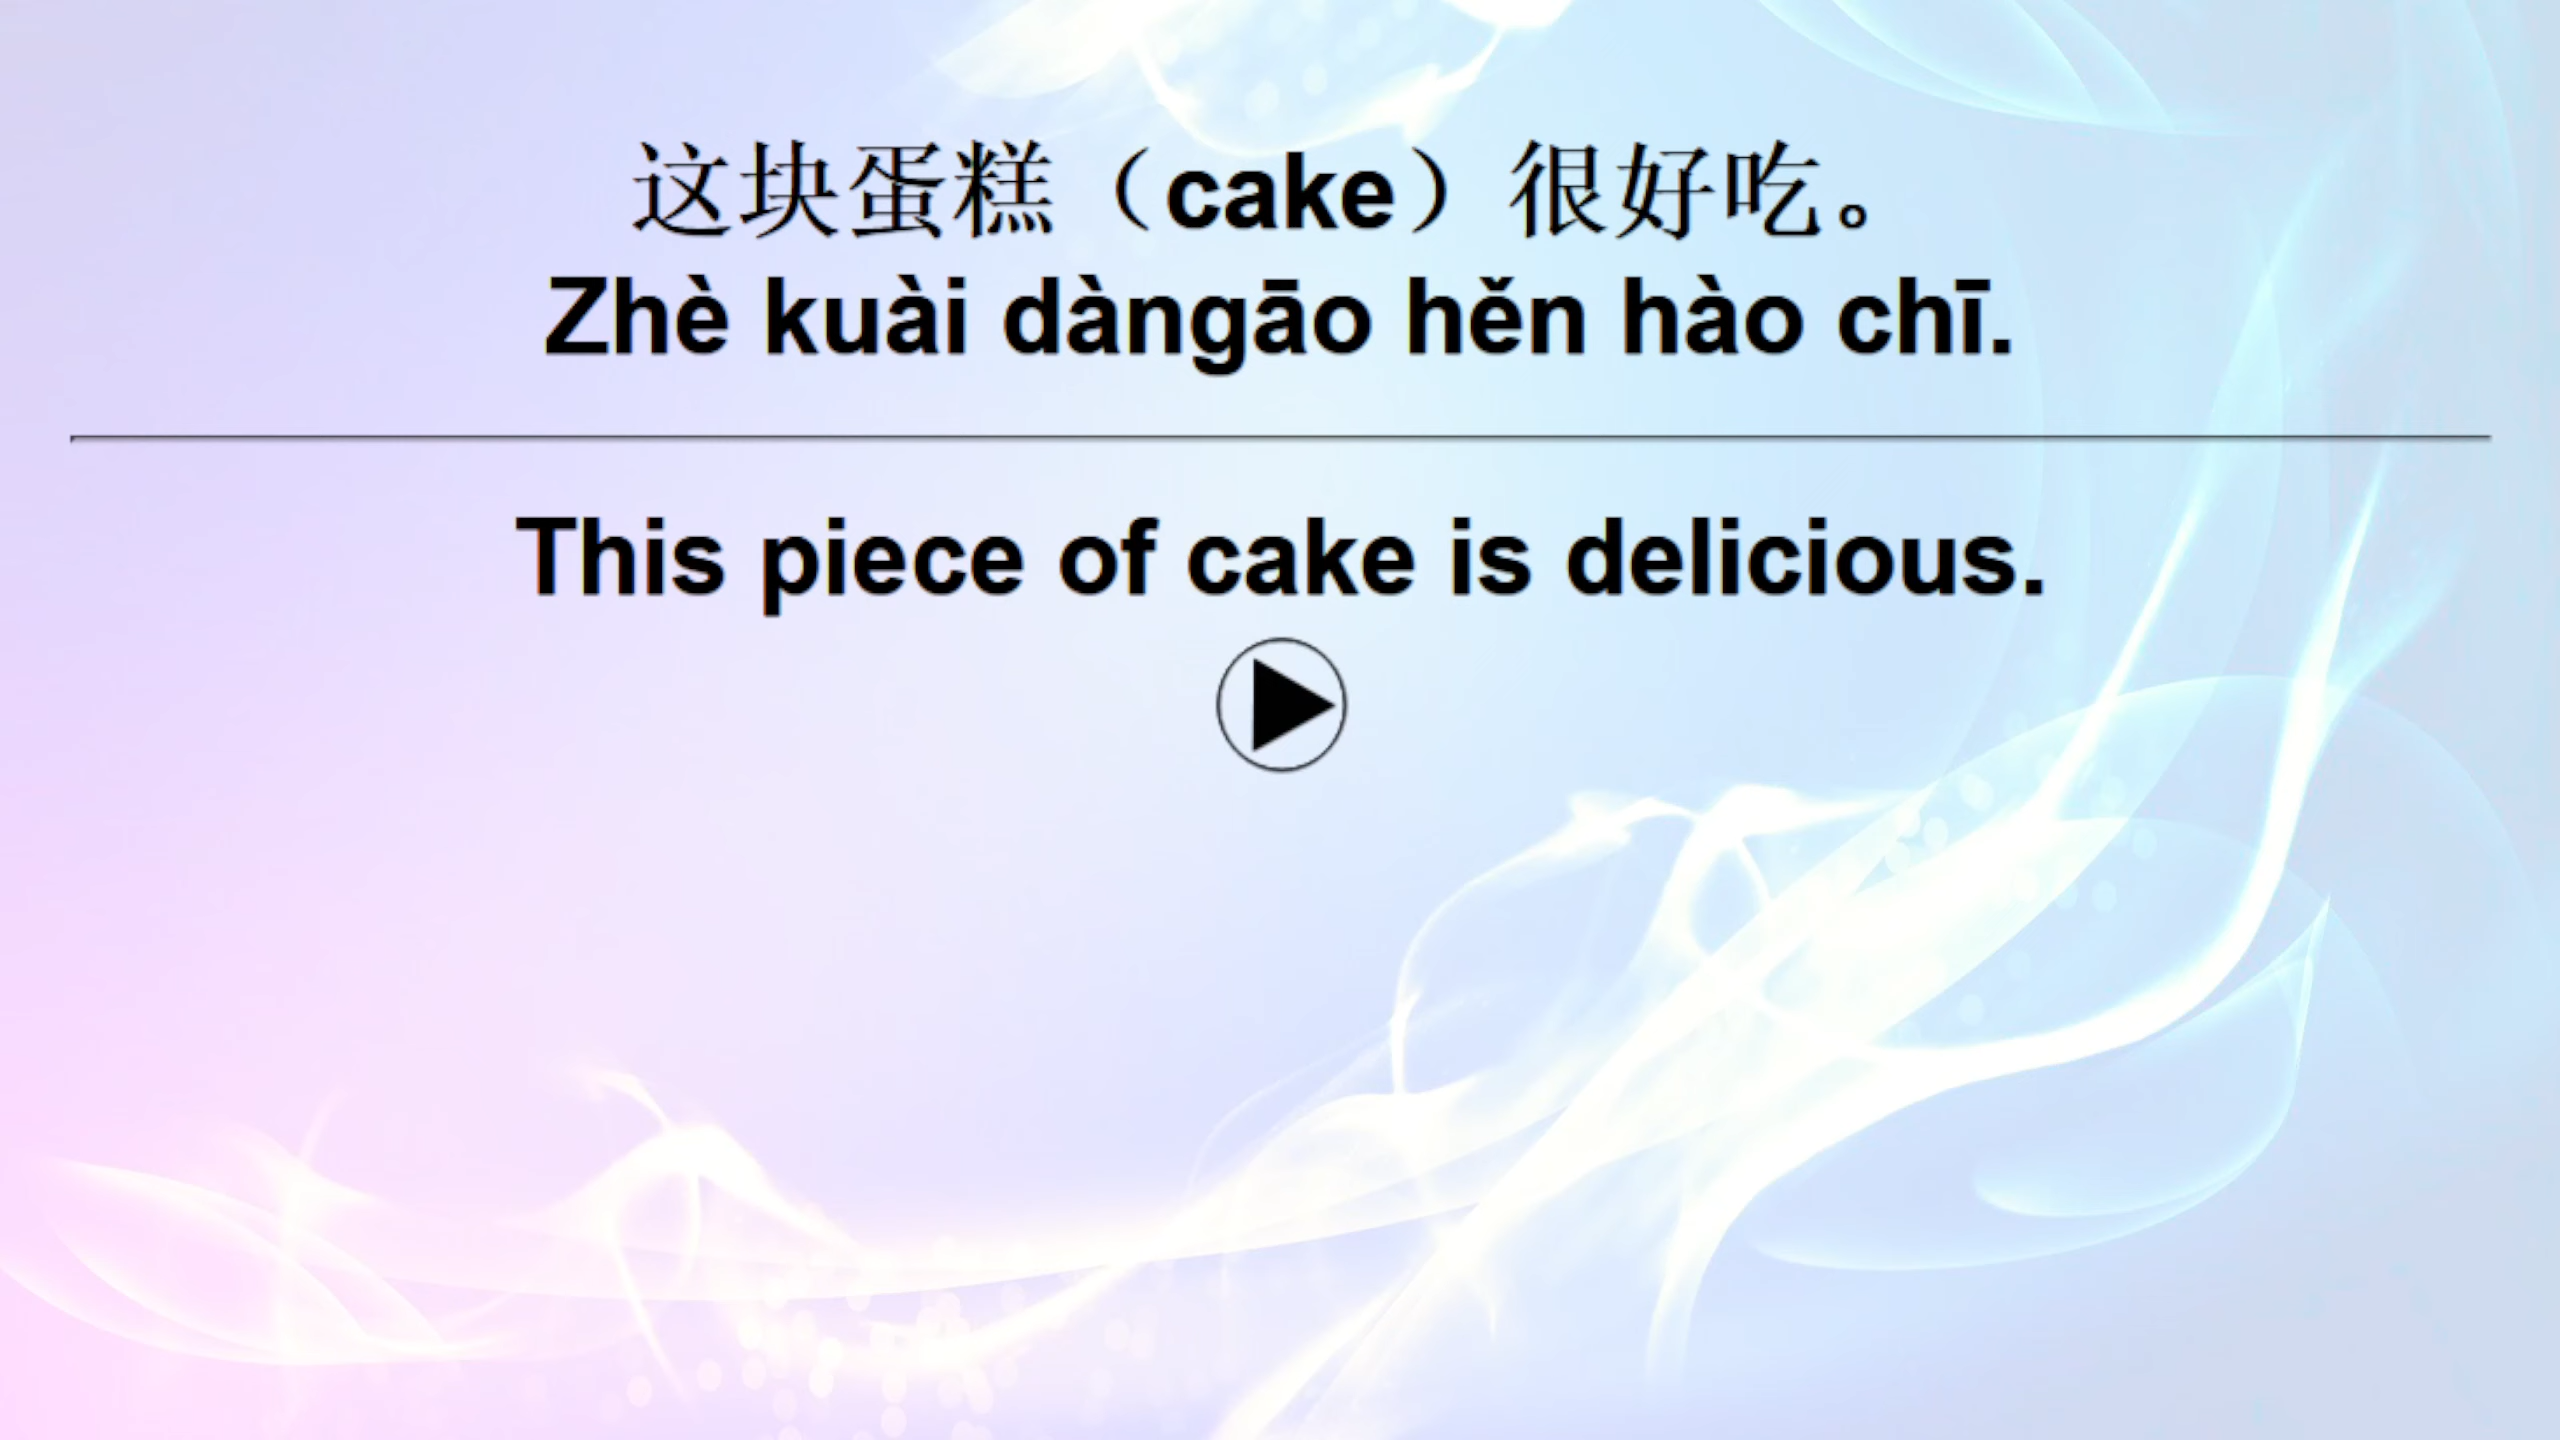 这块蛋糕（cake）很好吃。
Zhè kuài dàngāo hěn hào chī.
This piece of cake is delicious.